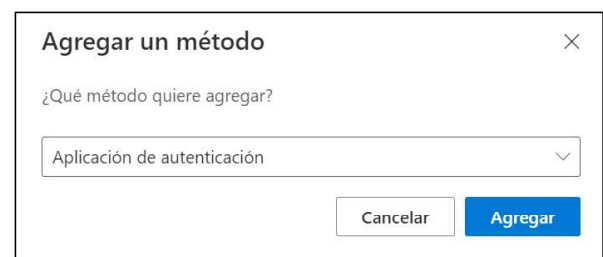 Agregar un método
¿Qué método quiere agregar?
Aplicación de autenticación
Cancelar Agregar